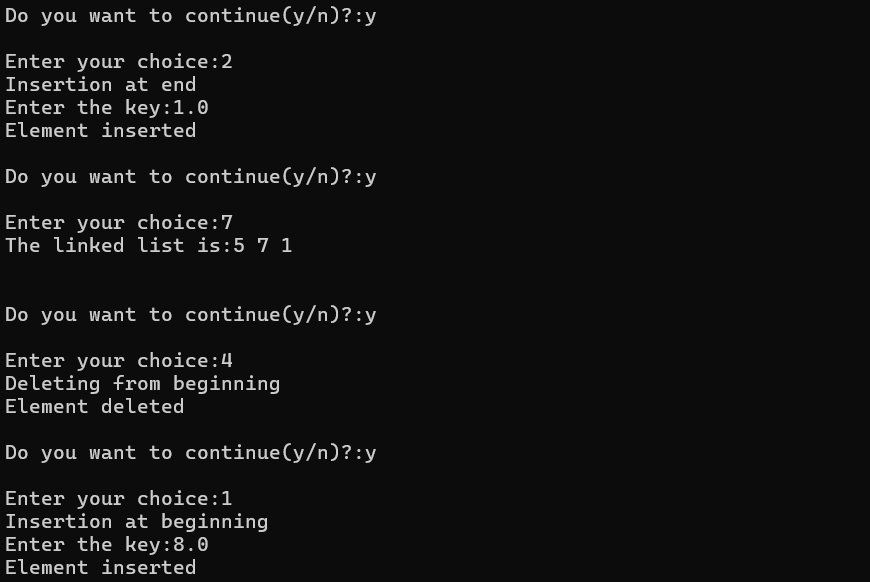 Do you want to continue(y/n)?:y
Enter your choice:2
Insertion at end
Enter the key:1.0
Element inserted
Do you want to continue(y/n)?:y
Enter your choice:7
The linked list is:5 7 1
Do you want to continue(y/n)?:y
Enter your choice:4
Deleting from beginning
Element deleted
Do you want to continue(y/n)?:y
Enter your choice:1
Insertion at beginning
Enter the key:8.0
Element inserted